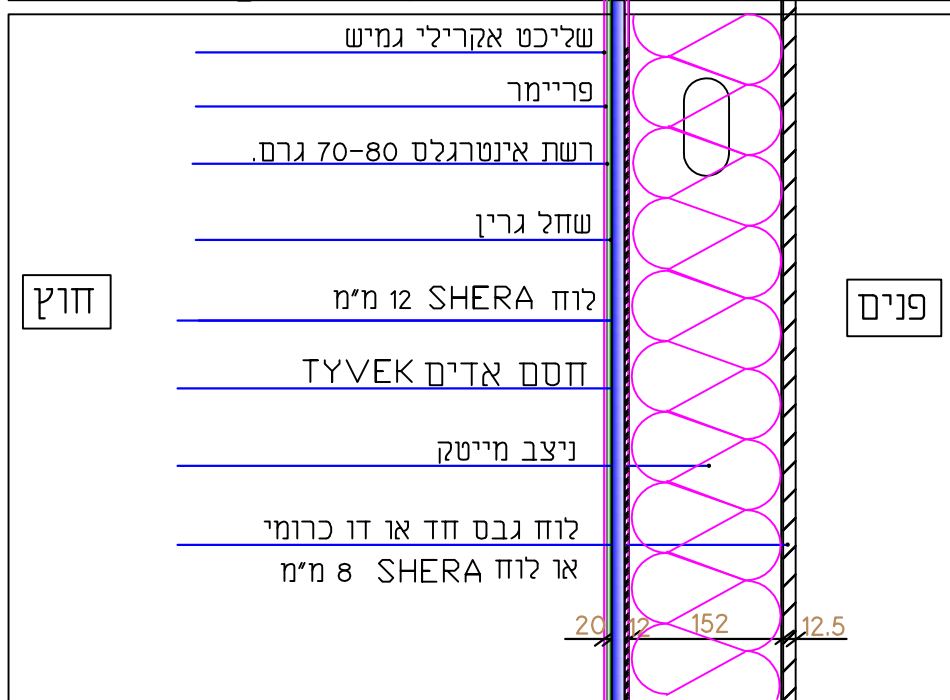 שליכט אקרילי גמיש
פריימר
רשת אינטרגלס 70-80 גרם.
שחל גרין
חוץ
פנים
לוח SHERA 12 מ"מ
חסם אדים TYVEK
ניצב מייטק
לוח גבס חד או דו כרומי
או לוח SHERA 8 מ"מ
20 12 152 12.5